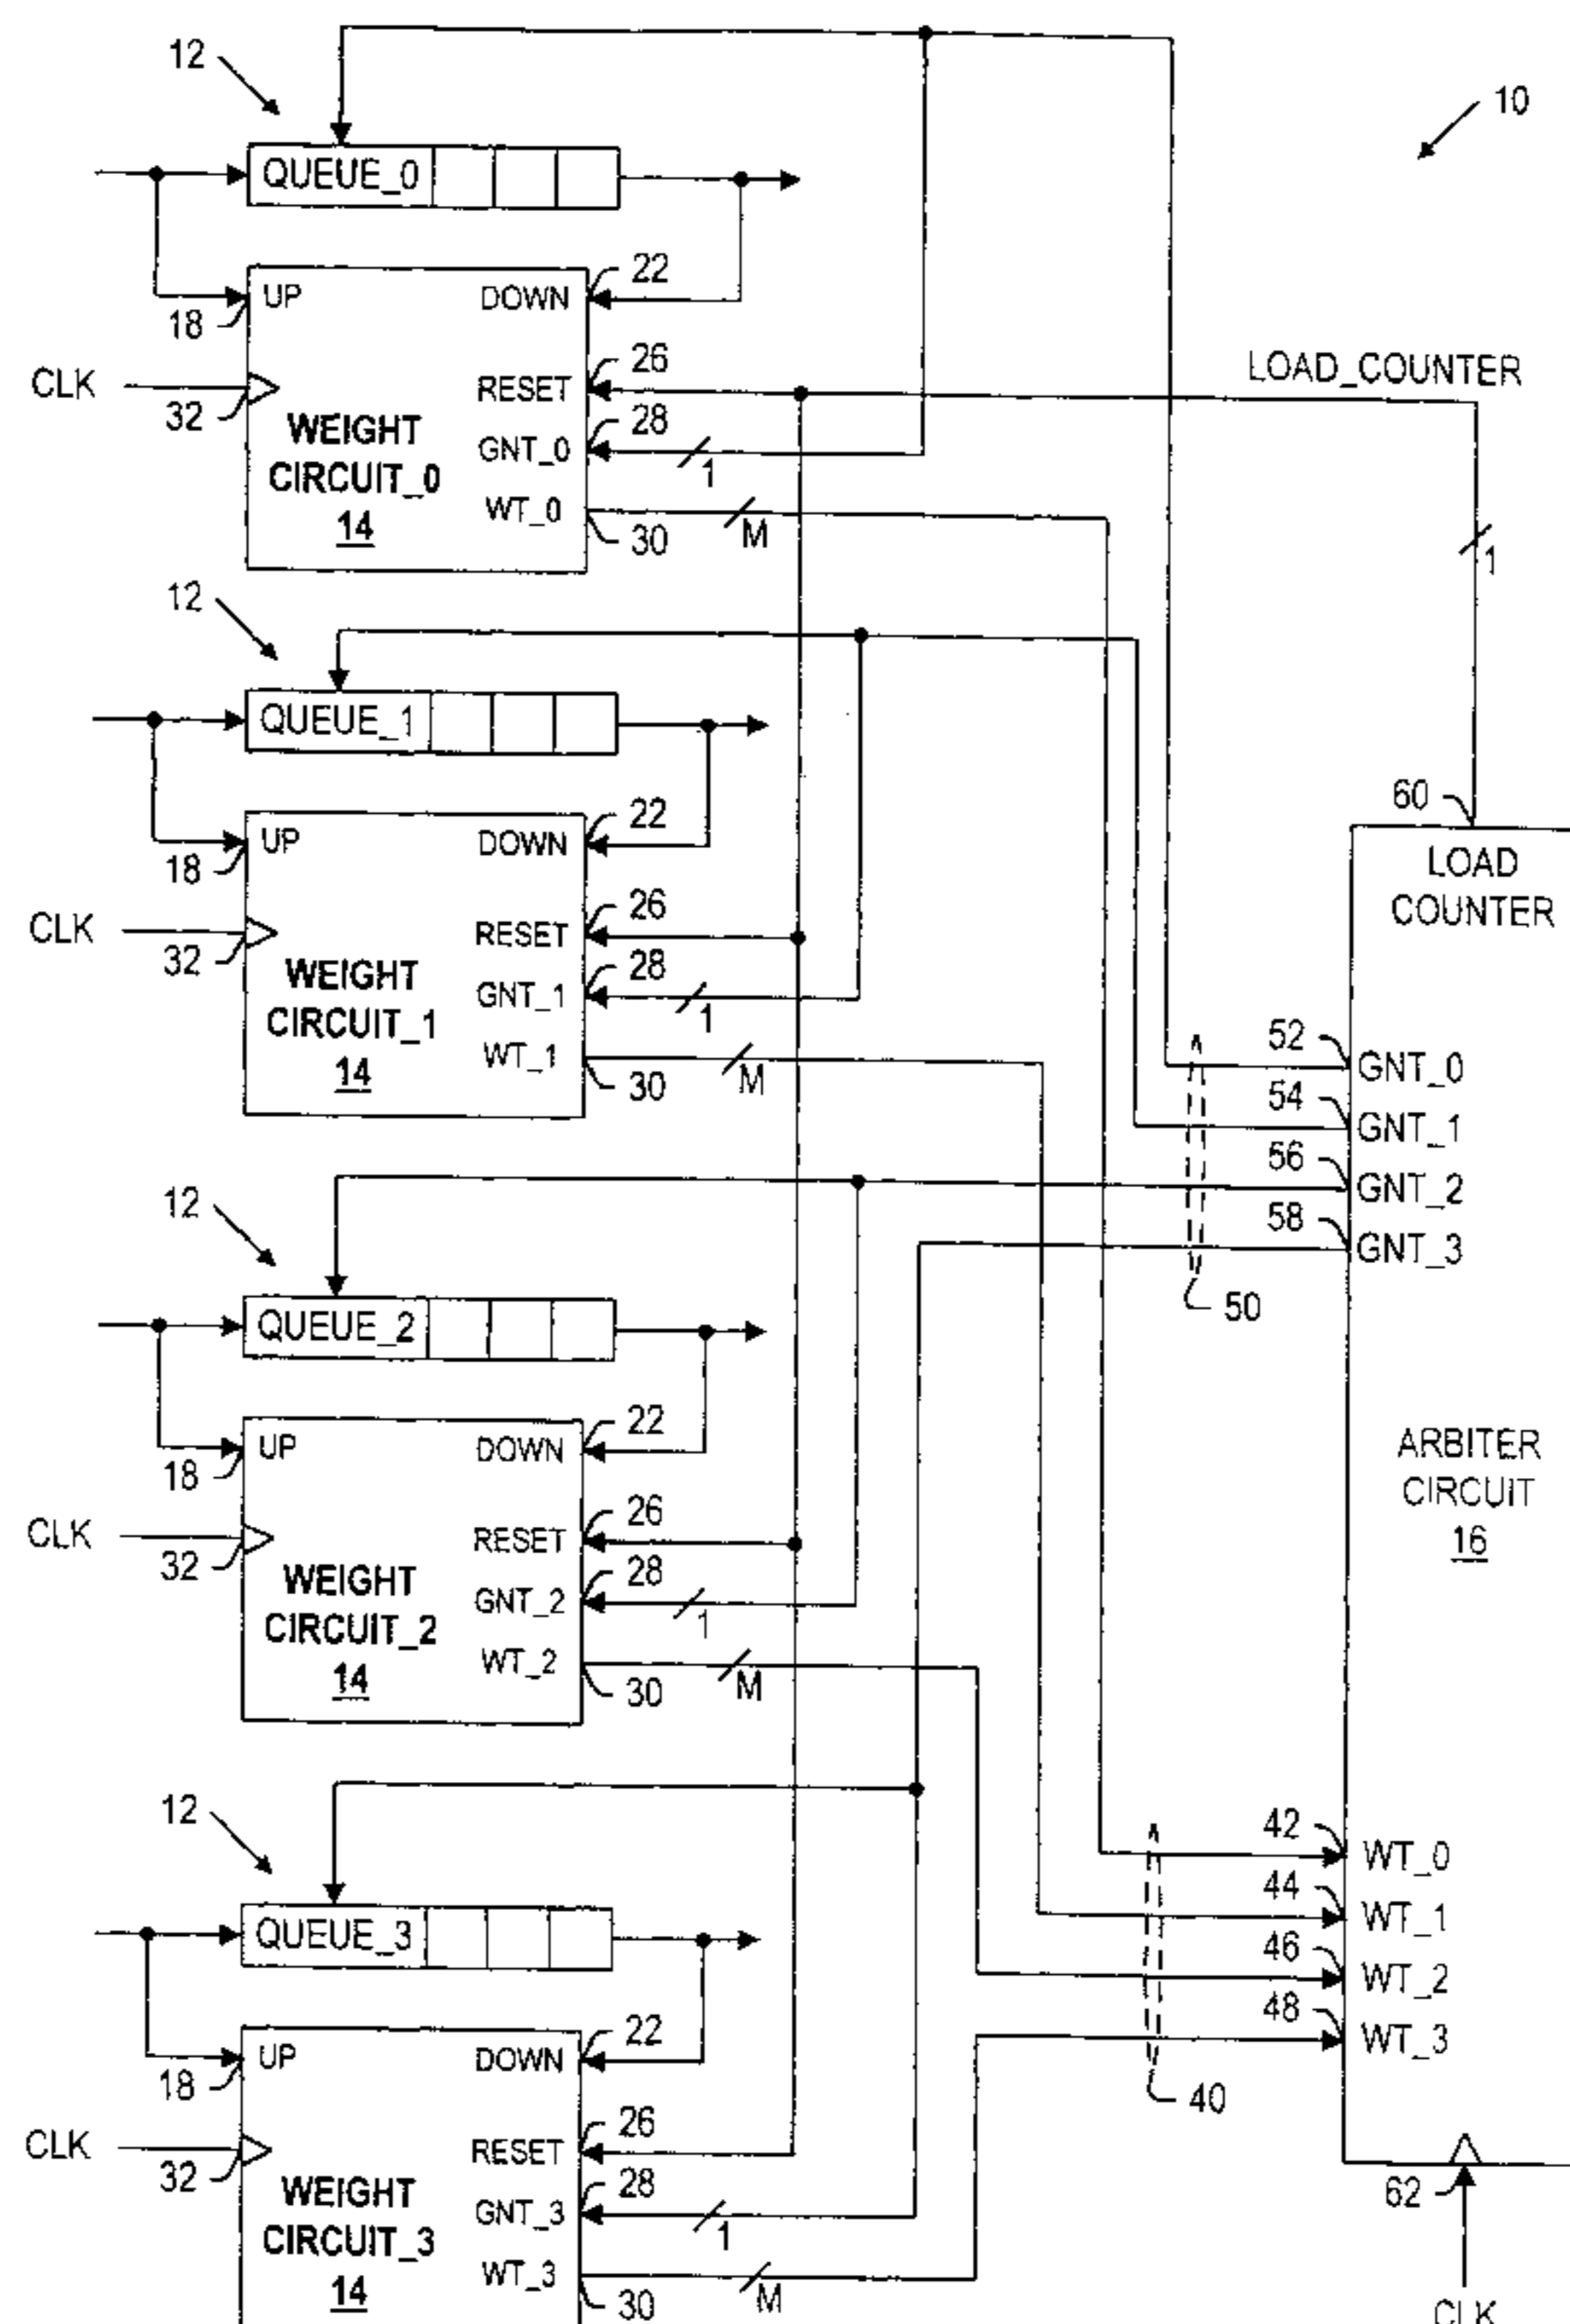 12
10
QUEUE_0
UP
DOWN
22
18
CLK
32
RESET
26
LOAD_COUNTER
WEIGHT
CIRCUIT_0
14
GNT_0
28
1
WT_0
30
M
1
12
QUEUE_1
UP
DOWN
22
18
CLK
32
RESET
26
WEIGHT
CIRCUIT_1
14
GNT_1
28
1
WT_1
30
M
60
LOAD
COUNTER
52
GNT_0
54
GNT_1
56
GNT_2
58
GNT_3
50
12
QUEUE_2
UP
DOWN
22
18
CLK
32
RESET
26
WEIGHT
CIRCUIT_2
14
GNT_2
28
1
WT_2
30
M
ARBITER
CIRCUIT
16
12
QUEUE_3
UP
DOWN
22
18
CLK
32
RESET
26
WEIGHT
CIRCUIT_3
14
GNT_3
28
1
WT_3
30
M
42
WT_0
44
WT_1
46
WT_2
48
WT_3
40
62
CLK